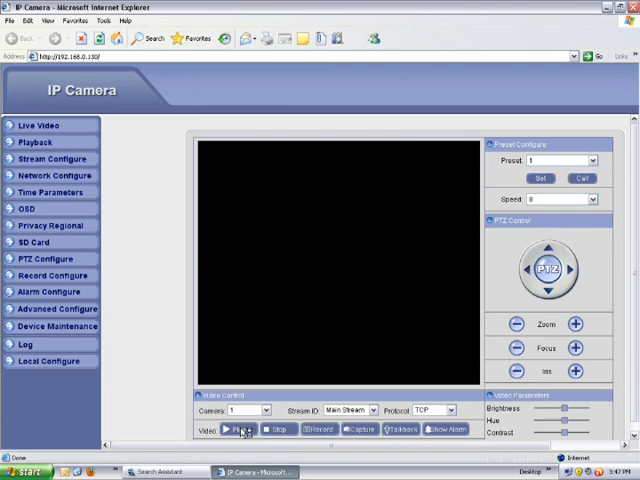 IP Camera - Microsoft Internet Explorer
File Edit View Favorites Tools Help
Back Search Favorites
Address http://192.168.0.130/ Go Links
IP Camera
Live Video
Playback
Stream Configure
Network Configure
Time Parameters
OSD
Privacy Regional
SD Card
PTZ Configure
Record Configure
Alarm Configure
Advanced Configure
Device Maintenance
Log
Local Configure
Preset Configure
Preset: 1
Set Call
Speed: 8
PTZ Control
PTZ
Zoom
Focus
Iris
Video Control
Camera: 1 Stream ID: Main Stream Protocol: TCP
Video: Stop Record Capture Talkback Show Alarm
Video Parameters
Brightness
Hue
Contrast
Done Internet
start Search Assistant IP Camera - Microsoft... Desktop 9:47 PM